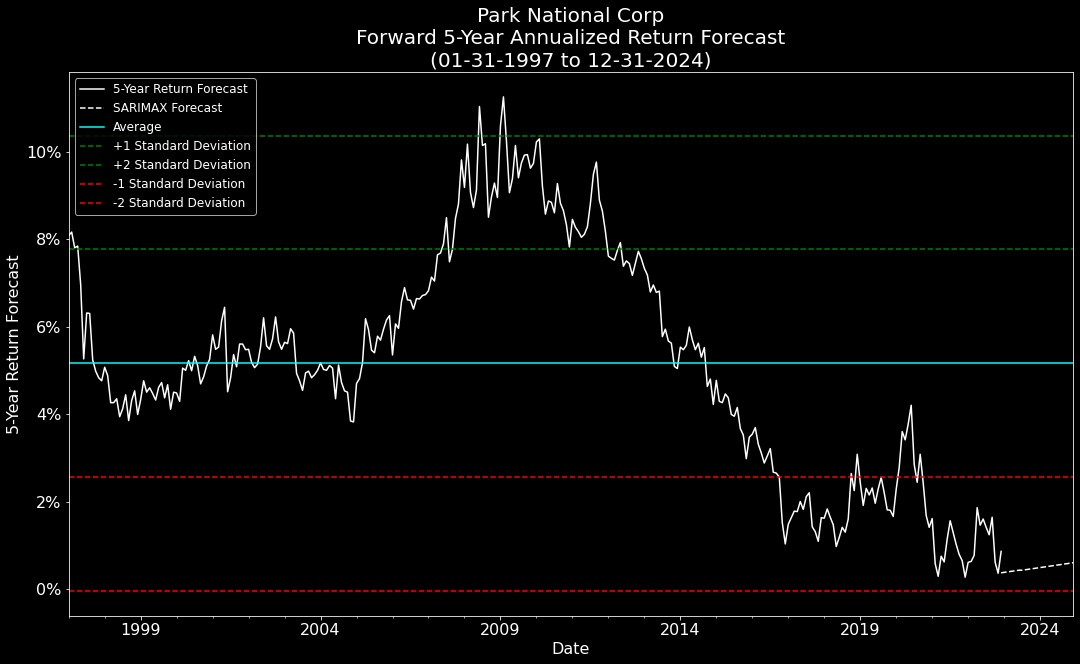 Park National Corp
Forward 5-Year Annualized Return Forecast
(01-31-1997 to 12-31-2024)
5-Year Return Forecast
SARIMAX Forecast
Average
+1 Standard Deviation
+2 Standard Deviation
-1 Standard Deviation
-2 Standard Deviation
5-Year Return Forecast
10%
8%
6%
4%
2%
0%
1999 2004 2009 2014 2019 2024
Date